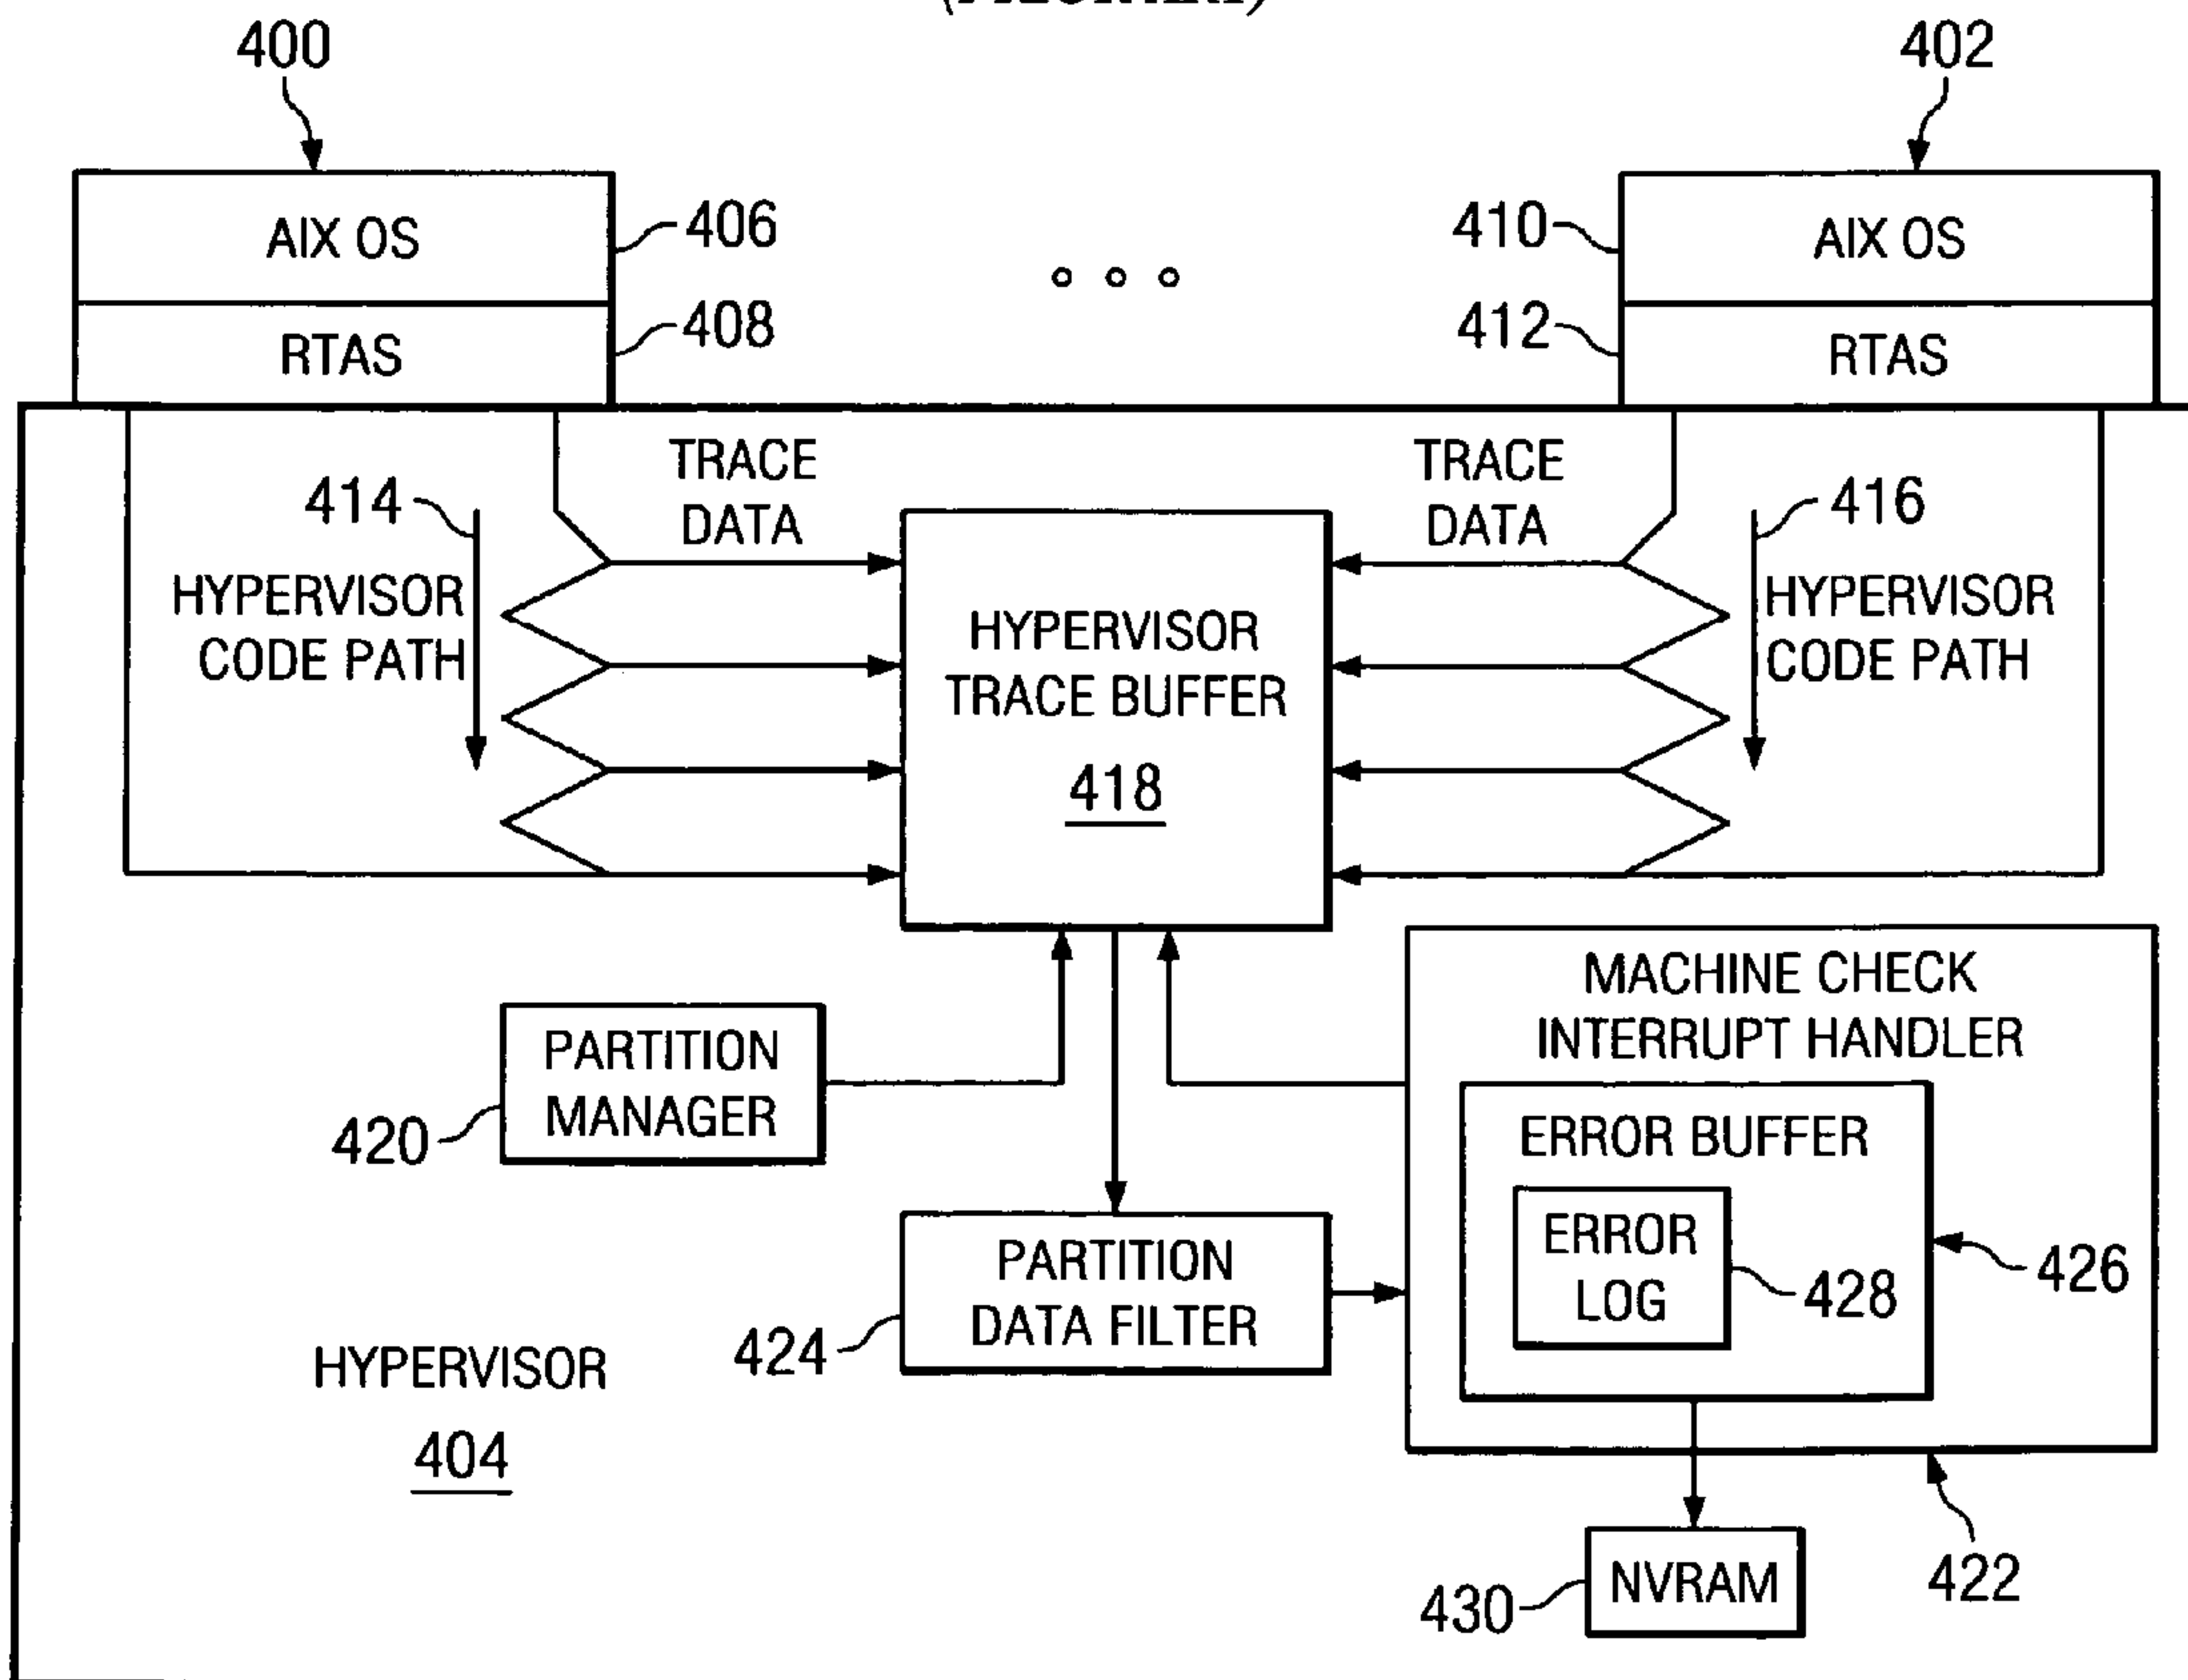 400
402
AIX OS
406
410
AIX OS
RTAS
408
412
RTAS
TRACE
DATA
TRACE
DATA
414
416
HYPERVISOR
CODE PATH
HYPERVISOR
CODE PATH
HYPERVISOR
TRACE BUFFER
418
PARTITION
MANAGER
420
MACHINE CHECK
INTERRUPT HANDLER
ERROR BUFFER
ERROR
LOG
428
426
PARTITION
DATA FILTER
424
HYPERVISOR
404
NVRAM
430
422